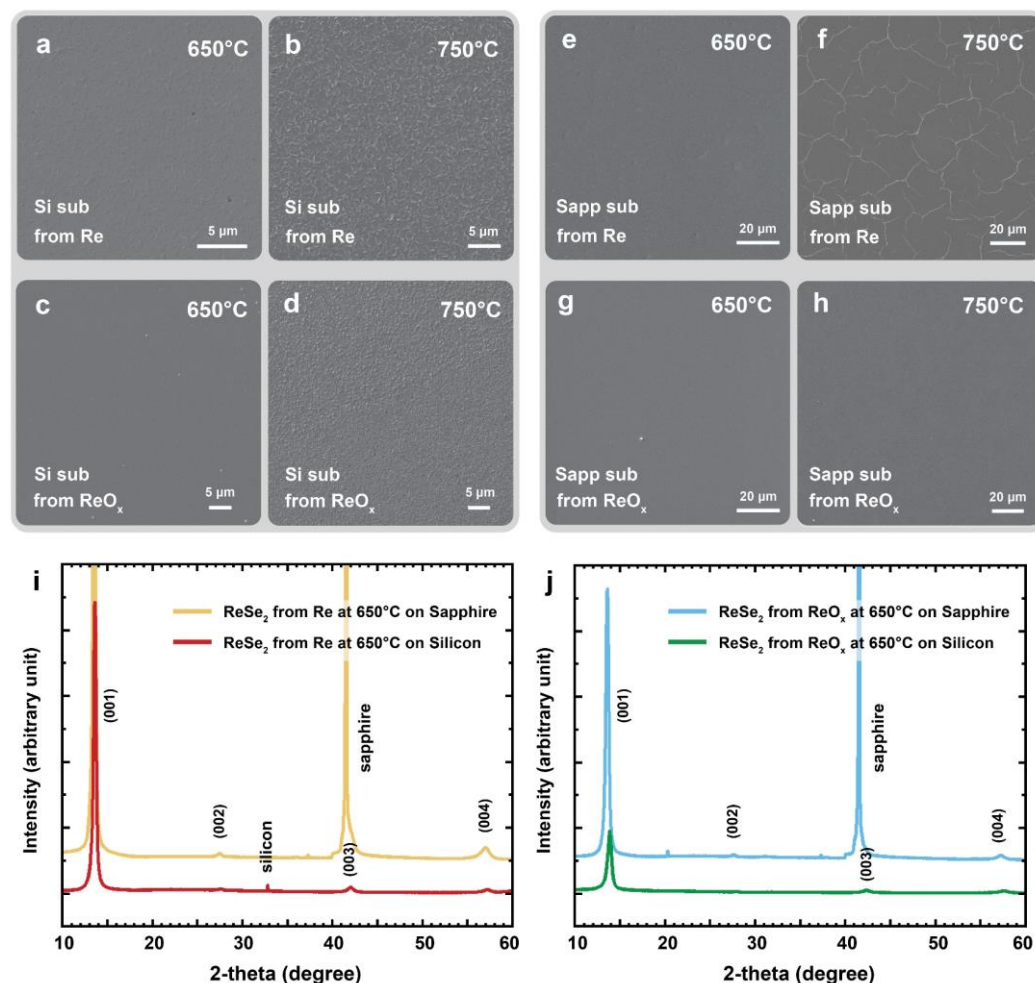 a
650°C
Si sub
from Re
5 µm
b
750°C
Si sub
from Re
5 µm
e
650°C
Sapp sub
from Re
20 µm
f
750°C
Sapp sub
from Re
20 µm
c
650°C
Si sub
from ReOₓ
5 µm
d
750°C
Si sub
from ReOₓ
5 µm
g
650°C
Sapp sub
from ReOₓ
20 µm
h
750°C
Sapp sub
from ReOₓ
20 µm
i
ReSe₂ from Re at 650°C on Sapphire
ReSe₂ from Re at 650°C on Silicon
Intensity (arbitrary unit)
(001)
(002)
silicon
sapphire
(003)
(004)
10 20 30 40 50 60
2-theta (degree)
j
ReSe₂ from ReOₓ at 650°C on Sapphire
ReSe₂ from ReOₓ at 650°C on Silicon
Intensity (arbitrary unit)
(001)
(002)
sapphire
(003)
(004)
10 20 30 40 50 60
2-theta (degree)